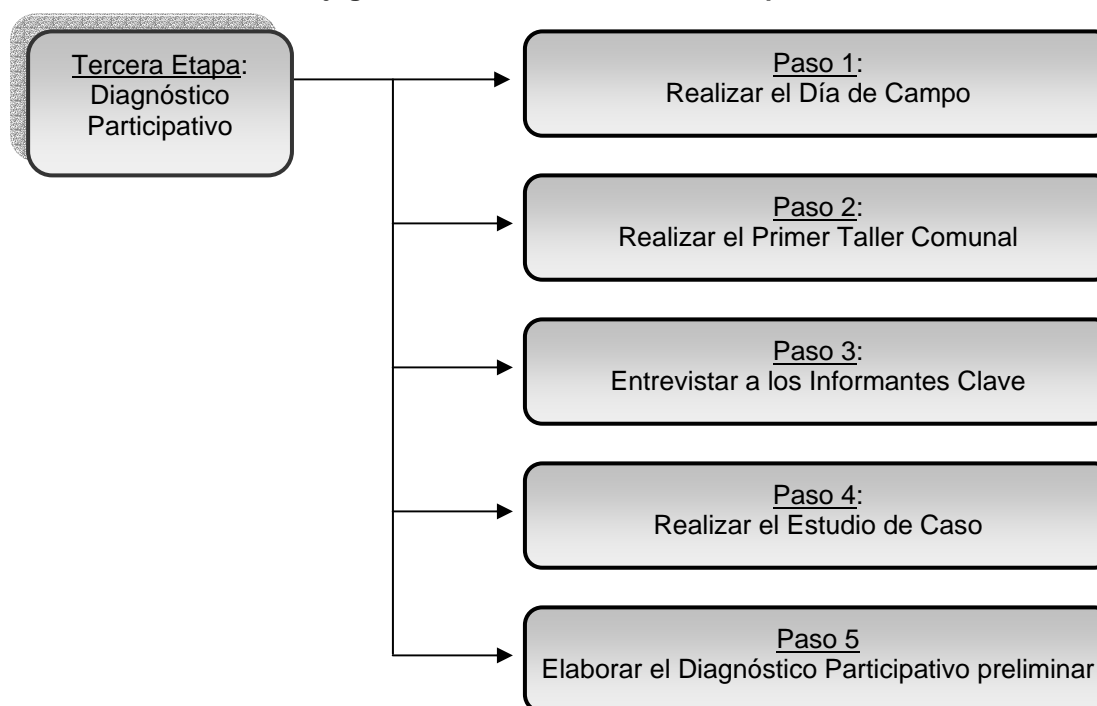 Tercera Etapa:
Diagnóstico
Participativo
Paso 1:
Realizar el Día de Campo
Paso 2:
Realizar el Primer Taller Comunal
Paso 3:
Entrevistar a los Informantes Clave
Paso 4:
Realizar el Estudio de Caso
Paso 5
Elaborar el Diagnóstico Participativo preliminar